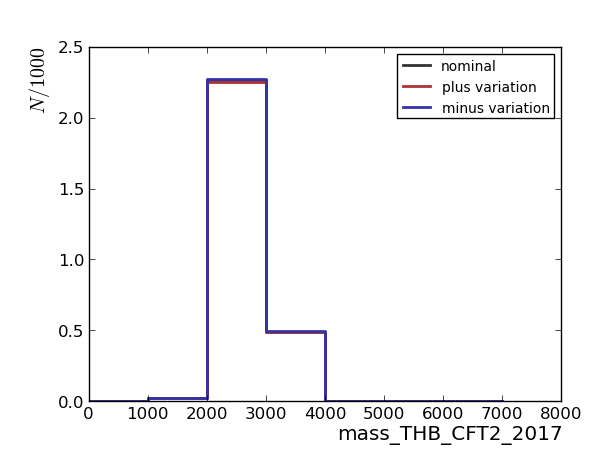 N/1000
2.5
2.0
1.5
1.0
0.5
0.0
nominal
plus variation
minus variation
0 1000 2000 3000 4000 5000 6000 7000 8000
mass_THB_CFT2_2017